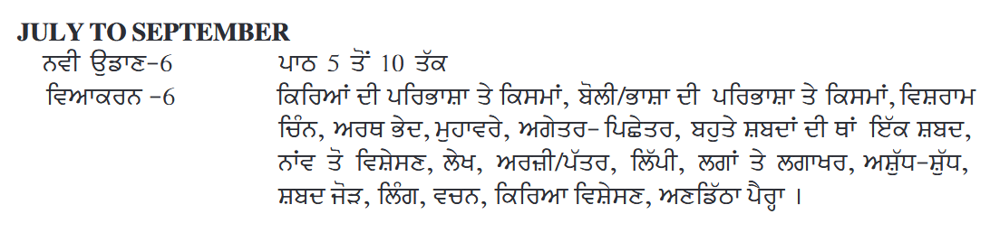 JULY TO SEPTEMBER
ਨਵੀ ਉਡਾਣ-6 ਪਾਠ 5 ਤੋਂ 10 ਤੱਕ
ਵਿਆਕਰਨ -6 ਕਿਰਿਆਂ ਦੀ ਪਰਿਭਾਸ਼ਾ ਤੇ ਕਿਸਮਾਂ, ਬੋਲੀ/ਭਾਸ਼ਾ ਦੀ ਪਰਿਭਾਸ਼ਾ ਤੇ ਕਿਸਮਾਂ, ਵਿਸ਼ਰਾਮ
ਚਿੰਨ, ਅਰਥ ਭੇਦ, ਮੁਹਾਵਰੇ, ਅਗੇਤਰ- ਪਿਛੇਤਰ, ਬਹੁਤੇ ਸ਼ਬਦਾਂ ਦੀ ਥਾਂ ਇੱਕ ਸ਼ਬਦ,
ਨਾਂਵ ਤੋ ਵਿਸ਼ੇਸਣ, ਲੇਖ, ਅਰਜ਼ੀ/ਪੱਤਰ, ਲਿੱਪੀ, ਲਗਾਂ ਤੇ ਲਗਾਖਰ, ਅਸ਼ੁੱਧ-ਸ਼ੁੱਧ,
ਸ਼ਬਦ ਜੋੜ, ਲਿੰਗ, ਵਚਨ, ਕਿਰਿਆ ਵਿਸ਼ੇਸਣ, ਅਣਡਿੱਠਾ ਪੈਰ੍ਹਾ ।